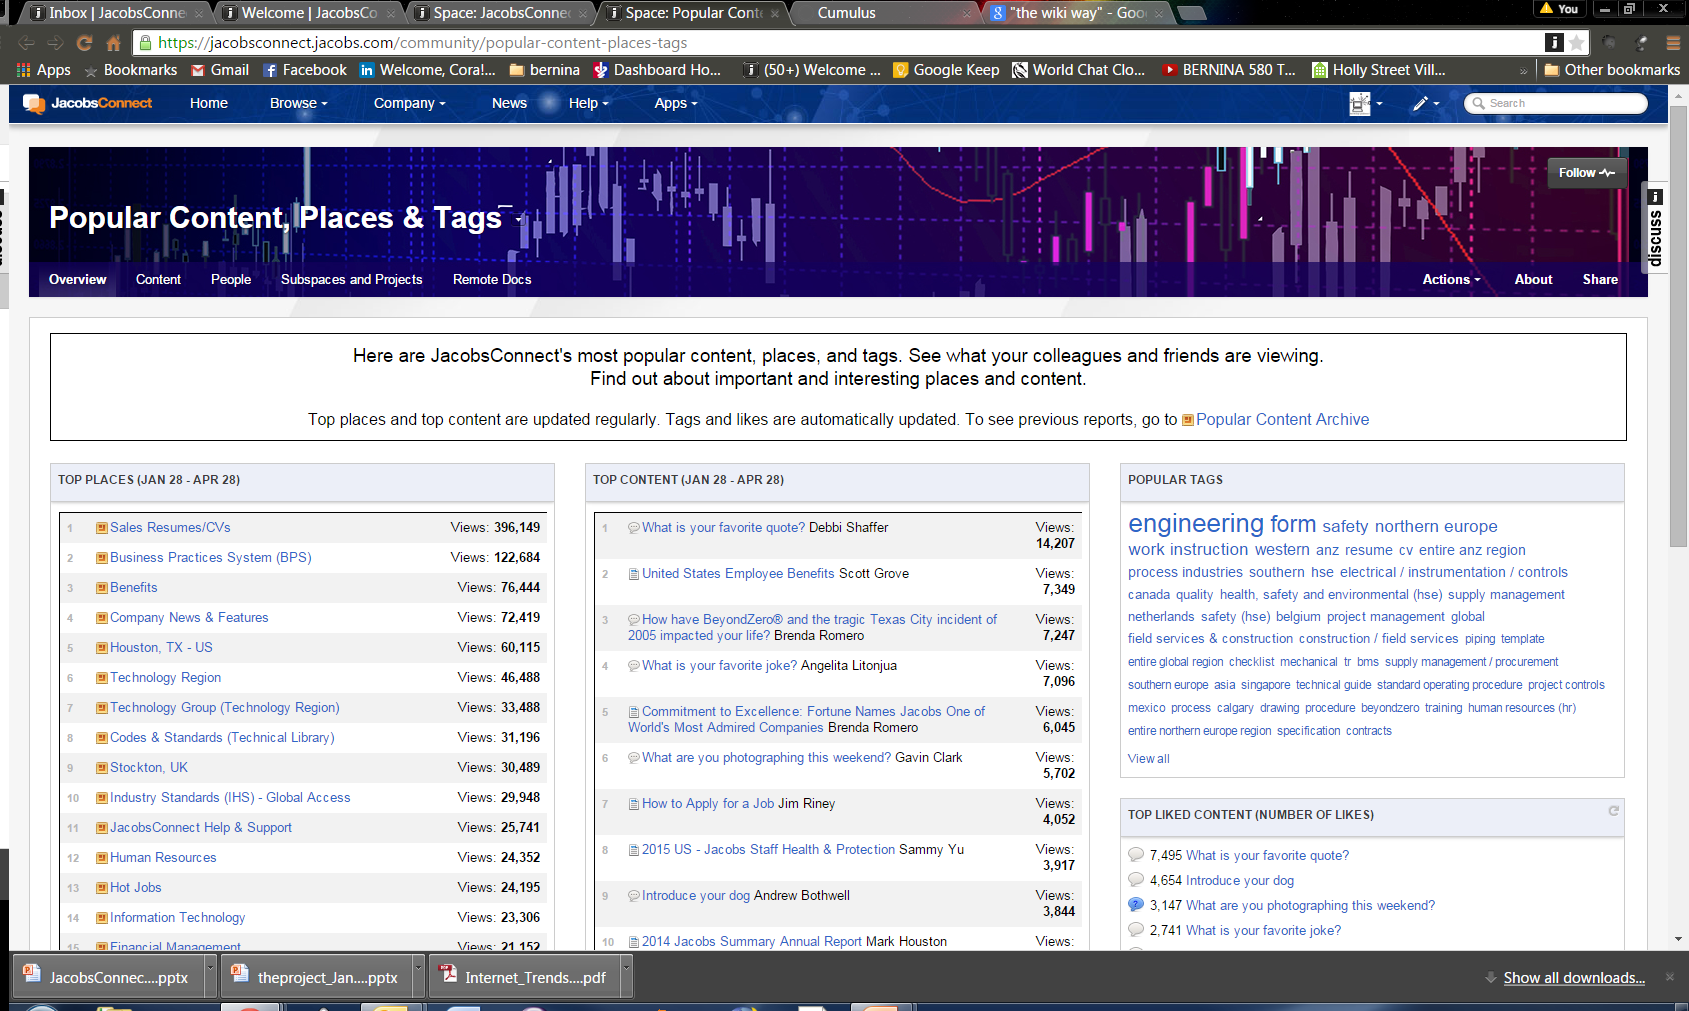 Inbox | JacobsConne
Welcome | JacobsCo
Space: JacobsConnec
Space: Popular Conte
Cumulus
"the wiki way" - Goo
You
https://jacobsconnect.jacobs.com/community/popular-content-places-tags
Apps
Bookmarks
Gmail
Facebook
Welcome, Cora!...
bernina
Dashboard Ho...
(50+) Welcome ...
Google Keep
World Chat Clo...
BERNINA 580 T...
Holly Street Vill...
»
Other bookmarks
JacobsConnect
Home
Browse
Company
News
Help
Apps
Search
Follow
Popular Content, Places & Tags
discuss
Overview
Content
People
Subspaces and Projects
Remote Docs
Actions
About
Share
Here are JacobsConnect's most popular content, places, and tags. See what your colleagues and friends are viewing.
Find out about important and interesting places and content.
Top places and top content are updated regularly. Tags and likes are automatically updated. To see previous reports, go to Popular Content Archive
TOP PLACES (JAN 28 - APR 28)
1 Sales Resumes/CVs Views: 396,149
2 Business Practices System (BPS) Views: 122,684
3 Benefits Views: 76,444
4 Company News & Features Views: 72,419
5 Houston, TX - US Views: 60,115
6 Technology Region Views: 46,488
7 Technology Group (Technology Region) Views: 33,488
8 Codes & Standards (Technical Library) Views: 31,196
9 Stockton, UK Views: 30,489
10 Industry Standards (IHS) - Global Access Views: 29,948
11 JacobsConnect Help & Support Views: 25,741
12 Human Resources Views: 24,352
13 Hot Jobs Views: 24,195
14 Information Technology Views: 23,306
15 Financial Management Views: 21,152
TOP CONTENT (JAN 28 - APR 28)
1 What is your favorite quote? Debbi Shaffer Views:
14,207
2 United States Employee Benefits Scott Grove Views:
7,349
3 How have BeyondZero® and the tragic Texas City incident of Views:
2005 impacted your life? Brenda Romero 7,247
4 What is your favorite joke? Angelita Litonjua Views:
7,096
5 Commitment to Excellence: Fortune Names Jacobs One of Views:
World's Most Admired Companies Brenda Romero 6,045
6 What are you photographing this weekend? Gavin Clark Views:
5,702
7 How to Apply for a Job Jim Riney Views:
4,052
8 2015 US - Jacobs Staff Health & Protection Sammy Yu Views:
3,917
9 Introduce your dog Andrew Bothwell Views:
3,844
10 2014 Jacobs Summary Annual Report Mark Houston Views:
POPULAR TAGS
engineering form safety northern europe
work instruction western anz resume cv entire anz region
process industries southern hse electrical / instrumentation / controls
canada quality health, safety and environmental (hse) supply management
netherlands safety (hse) belgium project management global
field services & construction construction / field services piping template
entire global region checklist mechanical tr bms supply management / procurement
southern europe asia singapore technical guide standard operating procedure project controls
mexico process calgary drawing procedure beyondzero training human resources (hr)
entire northern europe region specification contracts
View all
TOP LIKED CONTENT (NUMBER OF LIKES)
7,495 What is your favorite quote?
4,654 Introduce your dog
3,147 What are you photographing this weekend?
2,741 What is your favorite joke?
JacobsConnec....pptx
theproject_Jan....pptx
Internet_Trends....pdf
Show all downloads...